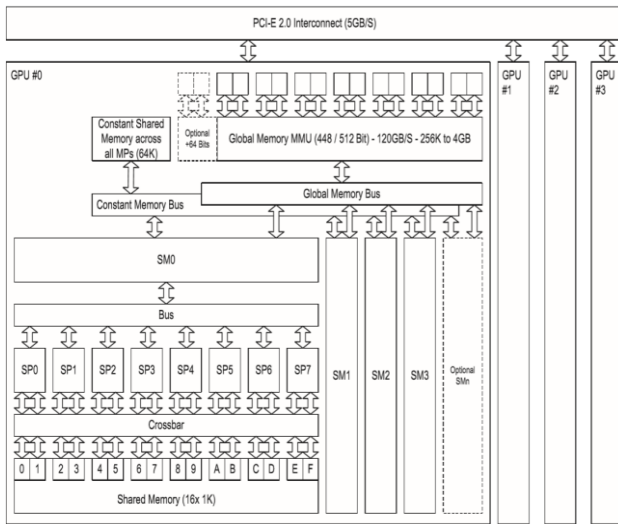 PCI-E 2.0 Interconnect (5GB/S)
GPU #0
GPU
#1
GPU
#2
GPU
#3
Constant Shared
Memory across
all MPs (64K)
Optional
+64 Bits
Global Memory MMU (448 / 512 Bit) - 120GB/S - 256K to 4GB
Global Memory Bus
Constant Memory Bus
SM0
Bus
SP0 SP1 SP2 SP3 SP4 SP5 SP6 SP7
SM1 SM2 SM3
Optional
SMn
Crossbar
0 1 2 3 4 5 6 7 8 9 A B C D E F
Shared Memory (16x 1K)